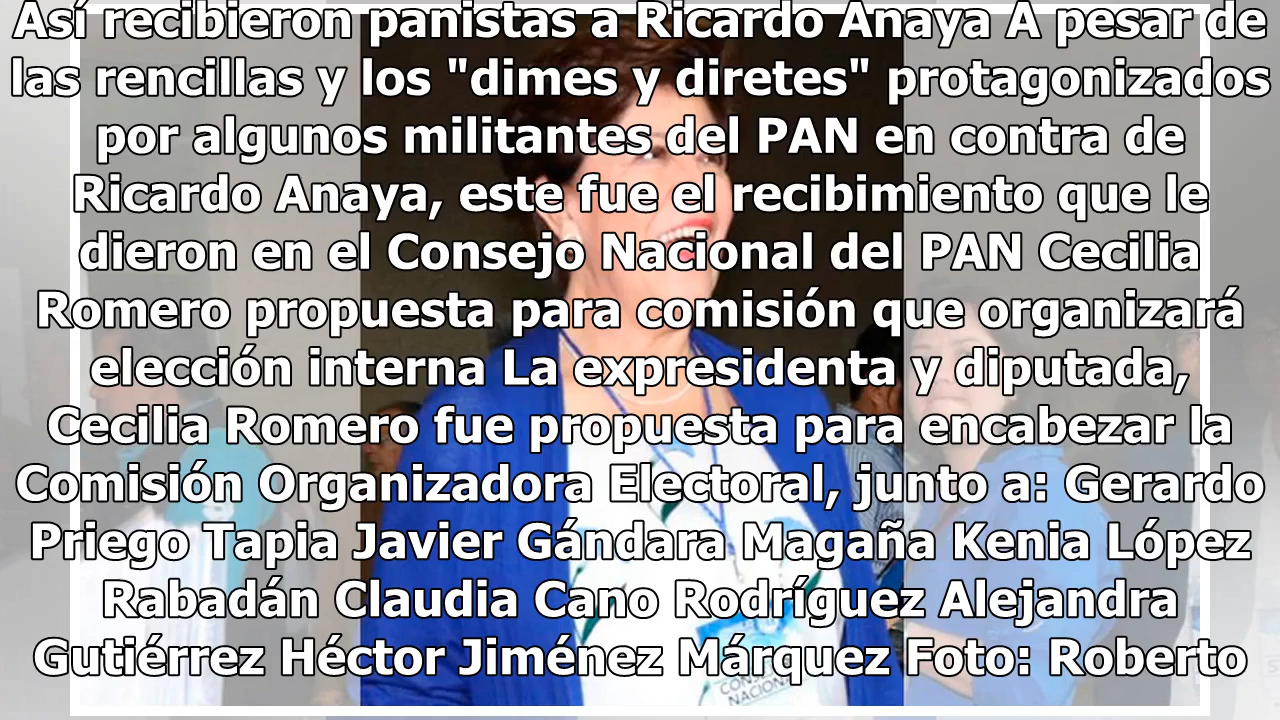 Así recibieron panistas a Ricardo Anaya A pesar de
las rencillas y los "dimes y diretes" protagonizados
por algunos militantes del PAN en contra de
Ricardo Anaya, este fue el recibimiento que le
dieron en el Consejo Nacional del PAN Cecilia
Romero propuesta para comisión que organizará
elección interna La expresidenta y diputada,
Cecilia Romero fue propuesta para encabezar la
Comisión Organizadora Electoral, junto a: Gerardo
Priego Tapia Javier Gándara Magaña Kenia López
Rabadán Claudia Cano Rodríguez Alejandra
Gutiérrez Héctor Jiménez Márquez Foto: Roberto